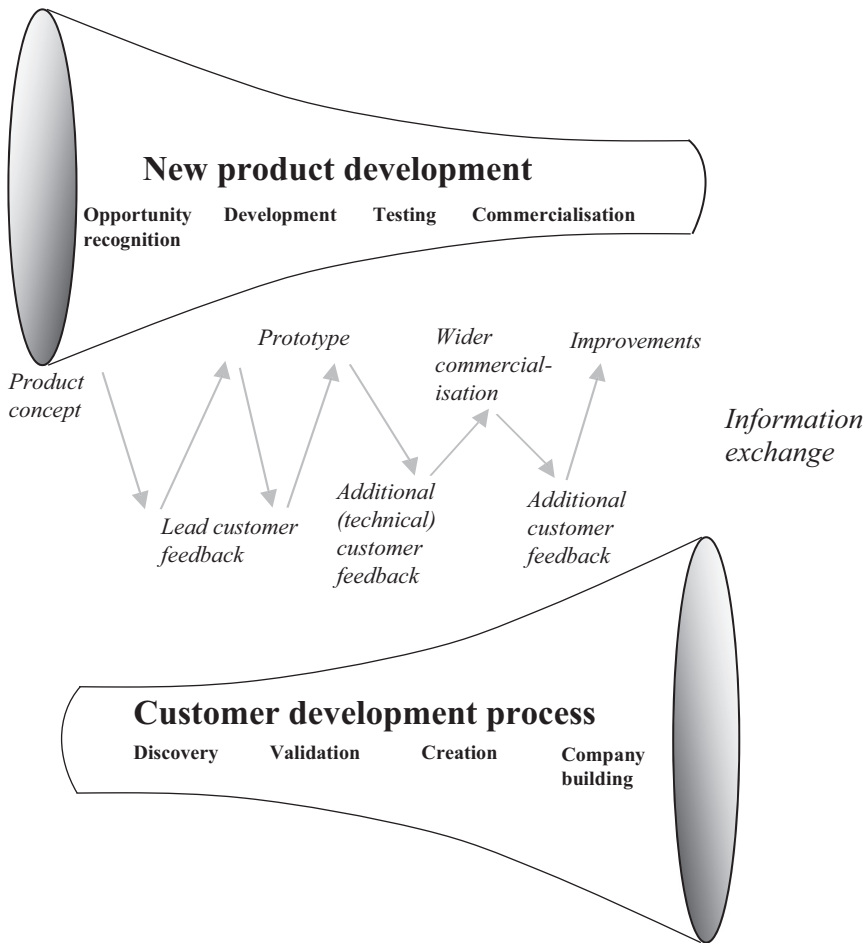 New product development
Opportunity
recognition
Development
Testing
Commercialisation
Product
concept
Prototype
Wider
commercial-
isation
Improvements
Information
exchange
Lead customer
feedback
Additional
(technical)
customer
feedback
Additional
customer
feedback
Customer development process
Discovery
Validation
Creation
Company
building